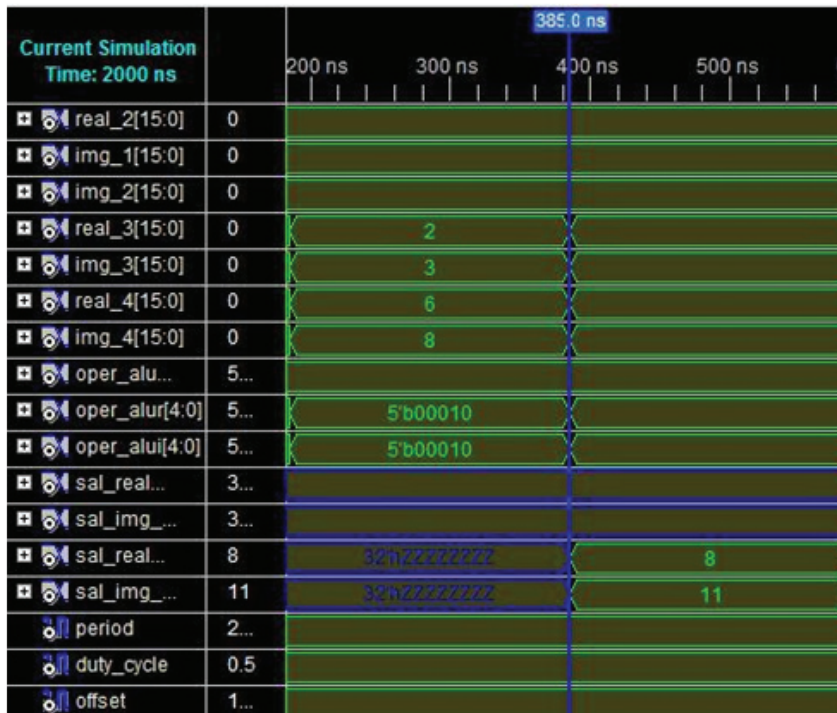 385.0 ns
Current Simulation
Time: 2000 ns
200 ns 300 ns 400 ns 500 ns
real_2[15:0] 0
img_1[15:0] 0
img_2[15:0] 0
real_3[15:0] 0 2
img_3[15:0] 0 3
real_4[15:0] 0 6
img_4[15:0] 0 8
oper_alu... 5...
oper_alur[4:0] 5... 5'b00010
oper_alui[4:0] 5... 5'b00010
sal_real... 3...
sal_img_... 3...
sal_real... 8 32'hZZZZZZZZ 8
sal_img_... 11 32'hZZZZZZZZ 11
period 2...
duty_cycle 0.5
offset 1...